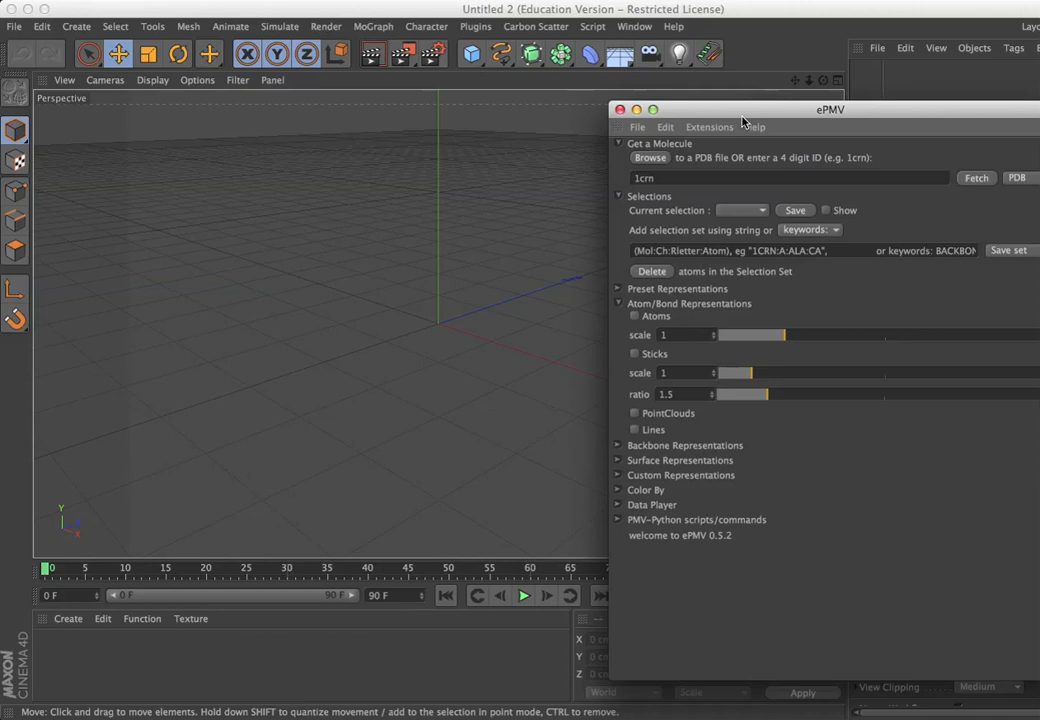 Untitled 2 (Education Version – Restricted License)
File Edit Create Select Tools Mesh Animate Simulate Render MoGraph Character Plugins Carbon Scatter Script Window Help
File Edit View Objects Tags
View Cameras Display Options Filter Panel
Perspective
ePMV
File Edit Extensions Help
Get a Molecule
Browse to a PDB file OR enter a 4 digit ID (e.g. 1crn):
1crn Fetch PDB
Selections
Current selection : Save Show
Add selection set using string or keywords:
(Mol:Ch:Rletter:Atom), eg "1CRN:A:ALA:CA", or keywords: BACKBON Save set
Delete atoms in the Selection Set
Preset Representations
Atom/Bond Representations
Atoms
scale 1
Sticks
scale 1
ratio 1.5
PointClouds
Lines
Backbone Representations
Surface Representations
Custom Representations
Color By
Data Player
PMV-Python scripts/commands
welcome to ePMV 0.5.2
Y
X
0 5 10 15 20 25 30 35 40 45 50 55 60 65
0 F 0 F 90 F 90 F
Create Edit Function Texture
X 0 cm
Y 0 cm
Z 0 cm
World Scale Apply
View Clipping Medium
MAXON
CINEMA 4D
Move: Click and drag to move elements. Hold down SHIFT to quantize movement / add to the selection in point mode, CTRL to remove.